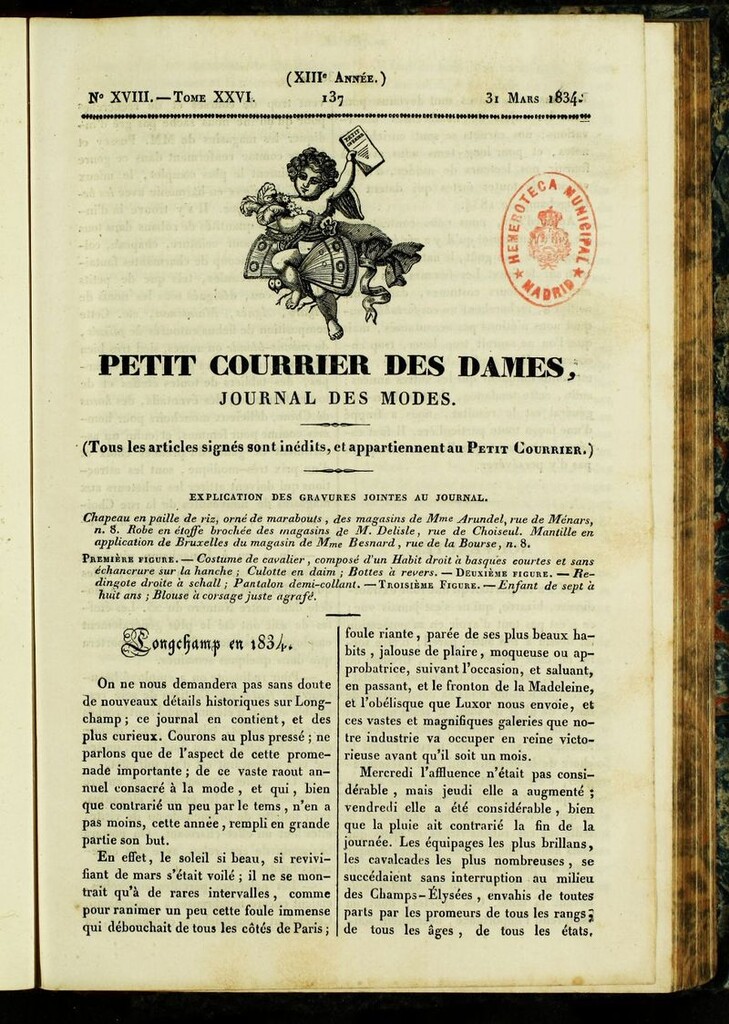 (XIIIe Année.)
No XVIII. — Tome XXVI.
137
31 Mars 1834.
PETIT
HEMEROTECA MUNICIPAL
★ MADRID ★
PETIT COURRIER DES DAMES,
JOURNAL DES MODES.
(Tous les articles signés sont inédits, et appartiennent au Petit Courrier.)
EXPLICATION DES GRAVURES JOINTES AU JOURNAL.
Chapeau en paille de riz, orné de marabouts, des magasins de Mme Arundel, rue de Ménars,
n. 8. Robe en étoffe brochée des magasins de M. Delisle, rue de Choiseul. Mantille en
application de Bruxelles du magasin de Mme Besnard, rue de la Bourse, n. 8.
Première figure. — Costume de cavalier, composé d'un Habit droit à basques courtes et sans
échancrure sur la hanche; Culotte en daim; Bottes à revers. — Deuxième figure. — Re-
dingote droite à schall; Pantalon demi-collant. — Troisième Figure. — Enfant de sept à
huit ans; Blouse à corsage juste agrafé.
Longchamp en 1834.
On ne nous demandera pas sans doute
de nouveaux détails historiques sur Long-
champ; ce journal en contient, et des
plus curieux. Courons au plus pressé; ne
parlons que de l'aspect de cette prome-
nade importante; de ce vaste raout an-
nuel consacré à la mode, et qui, bien
que contrarié un peu par le tems, n'en a
pas moins, cette année, rempli en grande
partie son but.
En effet, le soleil si beau, si revivi-
fiant de mars s'était voilé; il ne se mon-
trait qu'à de rares intervalles, comme
pour ranimer un peu cette foule immense
qui débouchait de tous les côtés de Paris;
foule riante, parée de ses plus beaux ha-
bits, jalouse de plaire, moqueuse ou ap-
probatrice, suivant l'occasion, et saluant,
en passant, et le fronton de la Madeleine,
et l'obélisque que Luxor nous envoie, et
ces vastes et magnifiques galeries que no-
tre industrie va occuper en reine victo-
rieuse avant qu'il soit un mois.
Mercredi l'affluence n'était pas consi-
dérable, mais jeudi elle a augmenté;
vendredi elle a été considérable, bien
que la pluie ait contrarié la fin de la
journée. Les équipages les plus brillans,
les cavalcades les plus nombreuses, se
succédaient sans interruption au milieu
des Champs-Élysées, envahis de toutes
parts par les promeurs de tous les rangs,
de tous les âges, de tous les états,